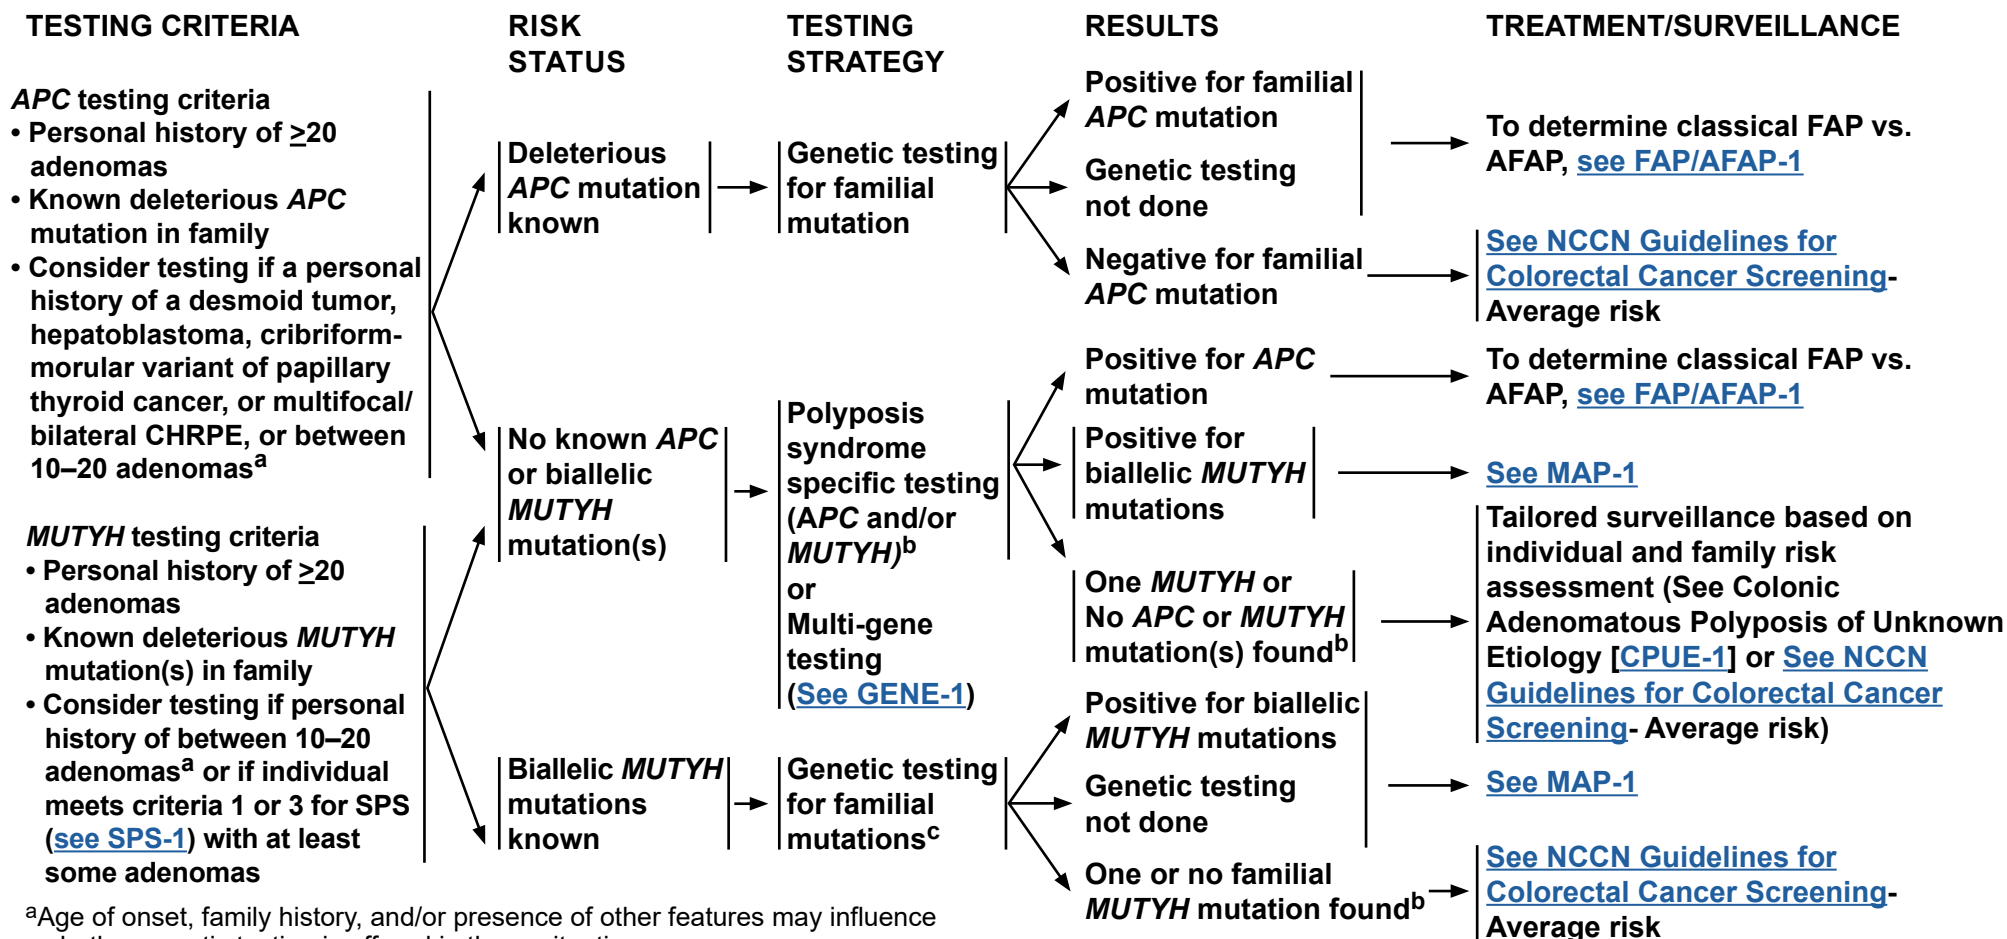 TESTING CRITERIA
RISK
STATUS
TESTING
STRATEGY
RESULTS
TREATMENT/SURVEILLANCE
APC testing criteria
• Personal history of ≥20
adenomas
• Known deleterious APC
mutation in family
• Consider testing if a personal
history of a desmoid tumor,
hepatoblastoma, cribriform-
morular variant of papillary
thyroid cancer, or multifocal/
bilateral CHRPE, or between
10–20 adenomasa
MUTYH testing criteria
• Personal history of ≥20
adenomas
• Known deleterious MUTYH
mutation(s) in family
• Consider testing if personal
history of between 10–20
adenomasa or if individual
meets criteria 1 or 3 for SPS
(see SPS-1) with at least
some adenomas
Deleterious
APC mutation
known
No known APC
or biallelic
MUTYH
mutation(s)
Biallelic MUTYH
mutations
known
Genetic testing
for familial
mutation
Polyposis
syndrome
specific testing
(APC and/or
MUTYH)b
or
Multi-gene
testing
(See GENE-1)
Genetic testing
for familial
mutationsc
Positive for familial
APC mutation
Genetic testing
not done
Negative for familial
APC mutation
Positive for APC
mutation
Positive for
biallelic MUTYH
mutations
One MUTYH or
No APC or MUTYH
mutation(s) foundb
Positive for biallelic
MUTYH mutations
Genetic testing
not done
One or no familial
MUTYH mutation foundb
To determine classical FAP vs.
AFAP, see FAP/AFAP-1
See NCCN Guidelines for
Colorectal Cancer Screening-
Average risk
To determine classical FAP vs.
AFAP, see FAP/AFAP-1
See MAP-1
Tailored surveillance based on
individual and family risk
assessment (See Colonic
Adenomatous Polyposis of Unknown
Etiology [CPUE-1] or See NCCN
Guidelines for Colorectal Cancer
Screening- Average risk)
See MAP-1
See NCCN Guidelines for
Colorectal Cancer Screening-
Average risk
aAge of onset, family history, and/or presence of other features may influence